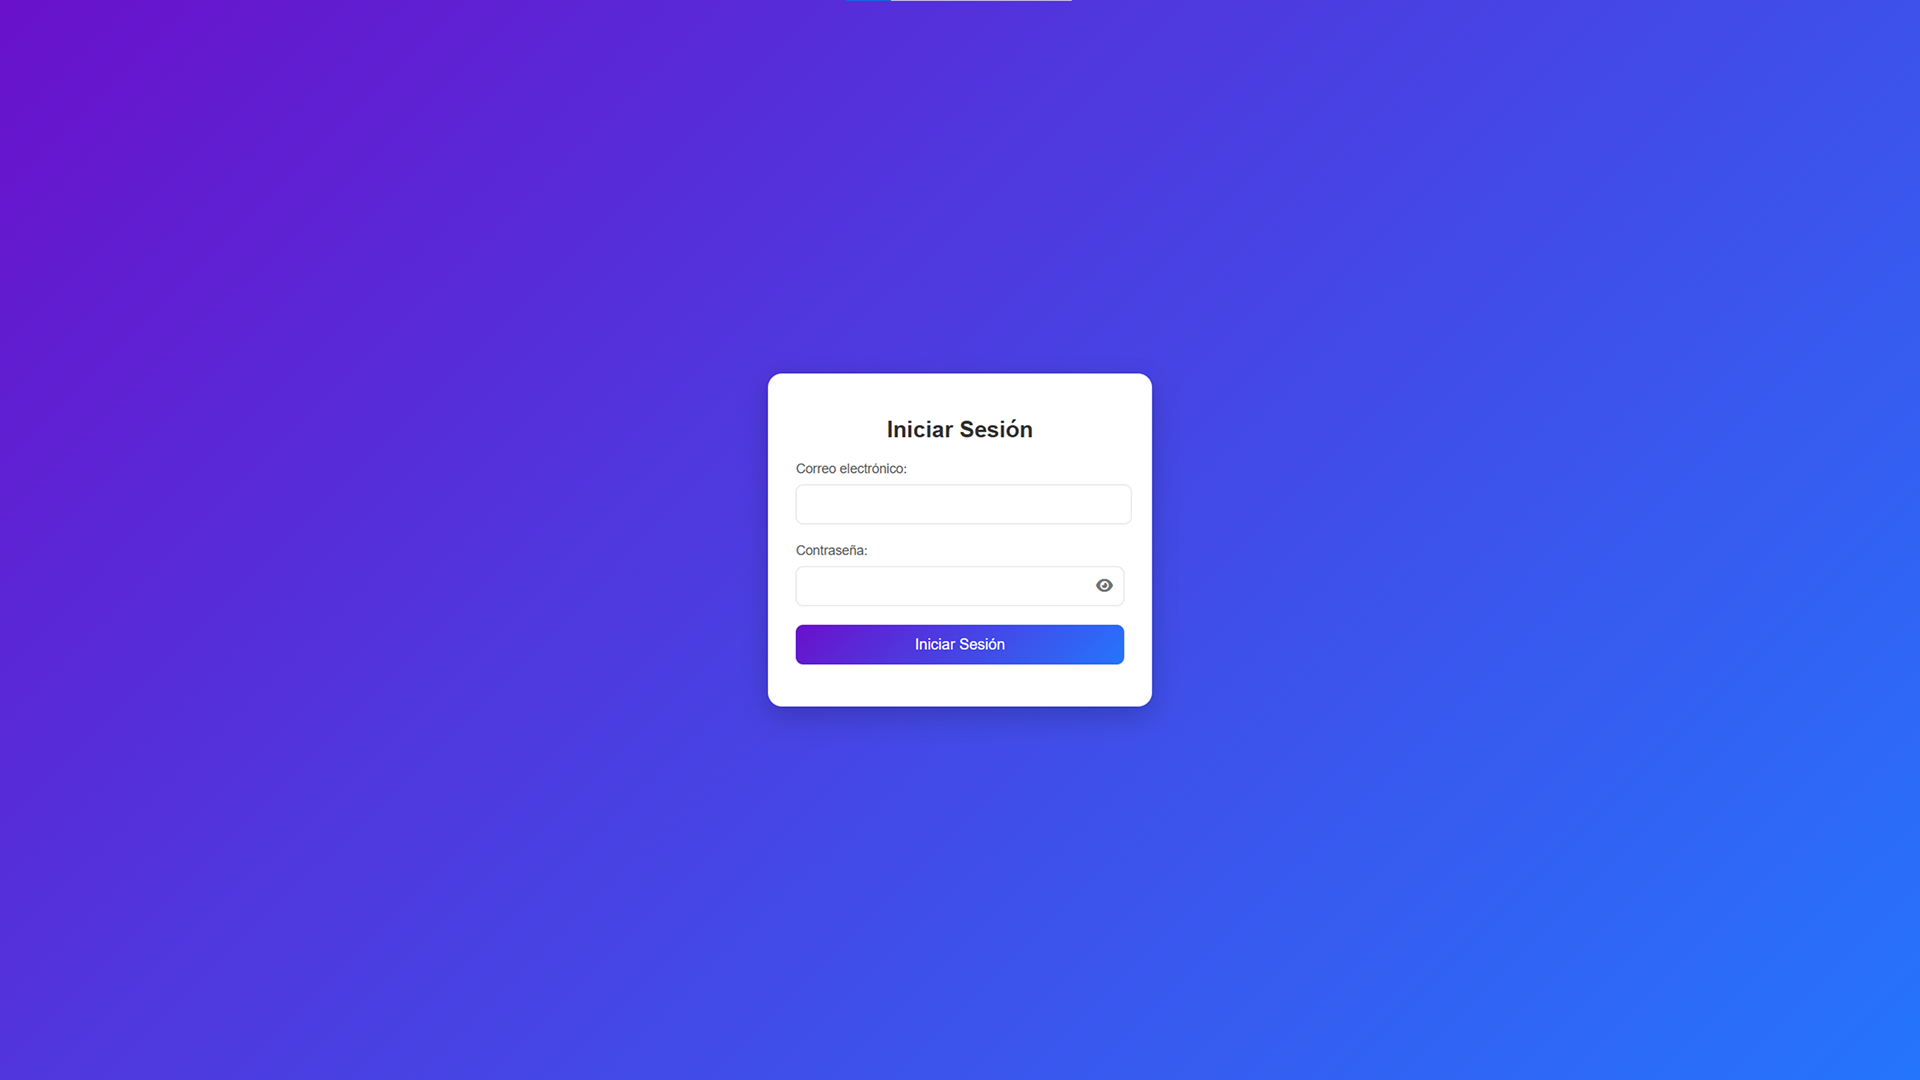 Iniciar Sesión
Correo electrónico:
Contraseña:
Iniciar Sesión